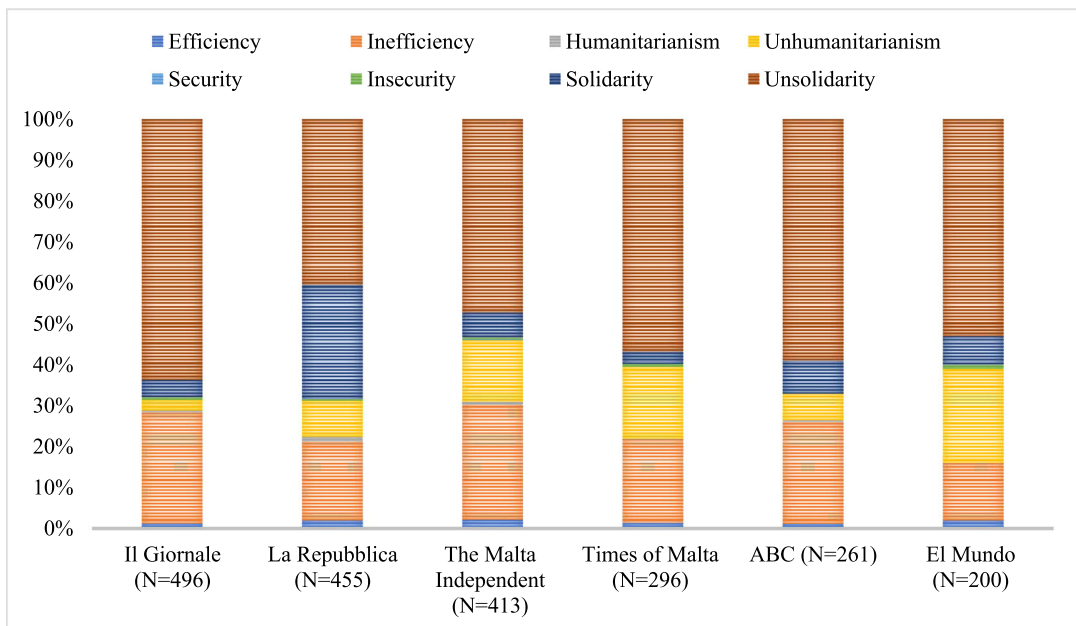 Efficiency
Inefficiency
Humanitarianism
Unhumanitarianism
Security
Insecurity
Solidarity
Unsolidarity
100%
90%
80%
70%
60%
50%
40%
30%
20%
10%
0%
Il Giornale
(N=496)
La Repubblica
(N=455)
The Malta
Independent
(N=413)
Times of Malta
(N=296)
ABC (N=261)
El Mundo
(N=200)